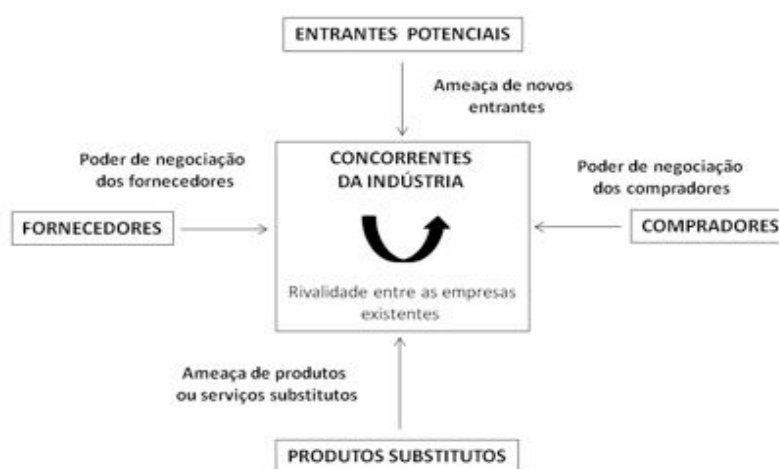 ENTRANTES POTENCIAIS
Ameaça de novos
entrantes
Poder de negociação
dos fornecedores
CONCORRENTES
DA INDÚSTRIA
Poder de negociação
dos compradores
FORNECEDORES
COMPRADORES
Rivalidade entre as empresas
existentes
Ameaça de produtos
ou serviços substitutos
PRODUTOS SUBSTITUTOS